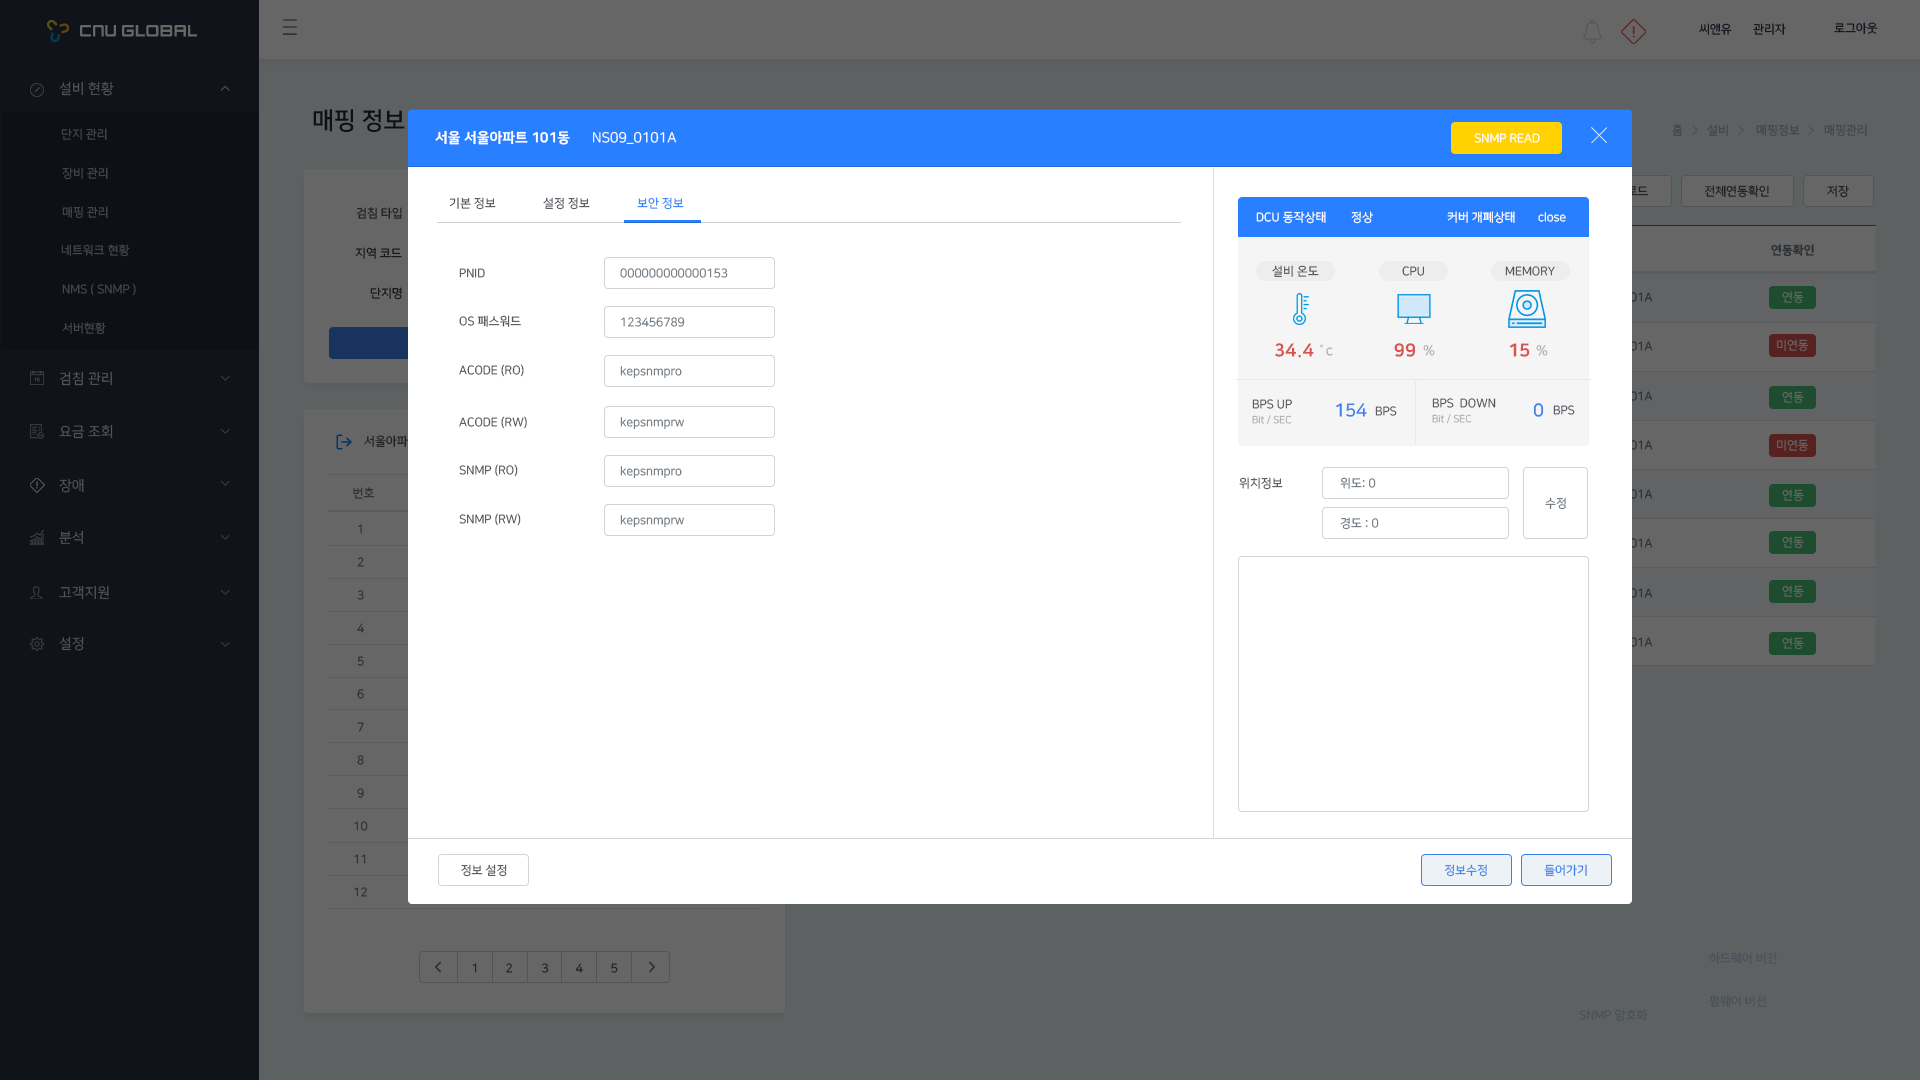 CNU GLOBAL
씨앤유 관리자 로그아웃
설비 현황
단지 관리
장비 관리
매핑 관리
네트워크 현황
NMS ( SNMP )
서버현황
검침 관리
요금 조회
장애
분석
고객지원
설정
매핑 정보
홈 > 설비 > 매핑정보 > 매핑관리
검침 타입
지역 코드
단지명
로드 전체연동확인 저장
연동확인
01A 연동
01A 미연동
01A 연동
01A 미연동
01A 연동
01A 연동
01A 연동
01A 연동
서울아파
번호
1
2
3
4
5
6
7
8
9
10
11
12
< 1 2 3 4 5 >
서울 서울아파트 101동 NS09_0101A
SNMP READ
기본 정보 설정 정보 보안 정보
PNID 000000000000153
OS 패스워드 123456789
ACODE (RO) kepsnmpro
ACODE (RW) kepsnmprw
SNMP (RO) kepsnmpro
SNMP (RW) kepsnmprw
DCU 동작상태 정상 커버 개폐상태 close
설비 온도 CPU MEMORY
34.4 °C 99 % 15 %
BPS UP 154 BPS BPS DOWN 0 BPS
Bit / SEC Bit / SEC
위치정보 위도: 0
경도 : 0
수정
정보 설정 정보수정 들어가기
하드웨어 버전
펌웨어 버전
SNMP 암호화